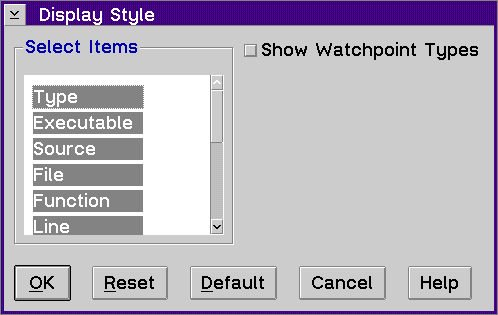 Display Style
Select Items
Show Watchpoint Types
Type
Executable
Source
File
Function
Line
OK
Reset
Default
Cancel
Help